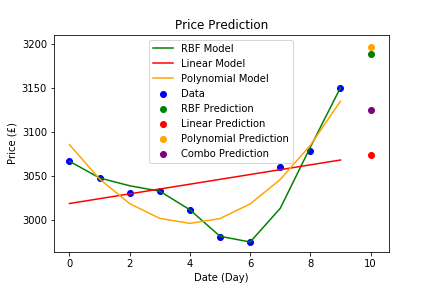 Price Prediction
Price (£)
3200
3150
3100
3050
3000
RBF Model
Linear Model
Polynomial Model
Data
RBF Prediction
Linear Prediction
Polynomial Prediction
Combo Prediction
0 2 4 6 8 10
Date (Day)